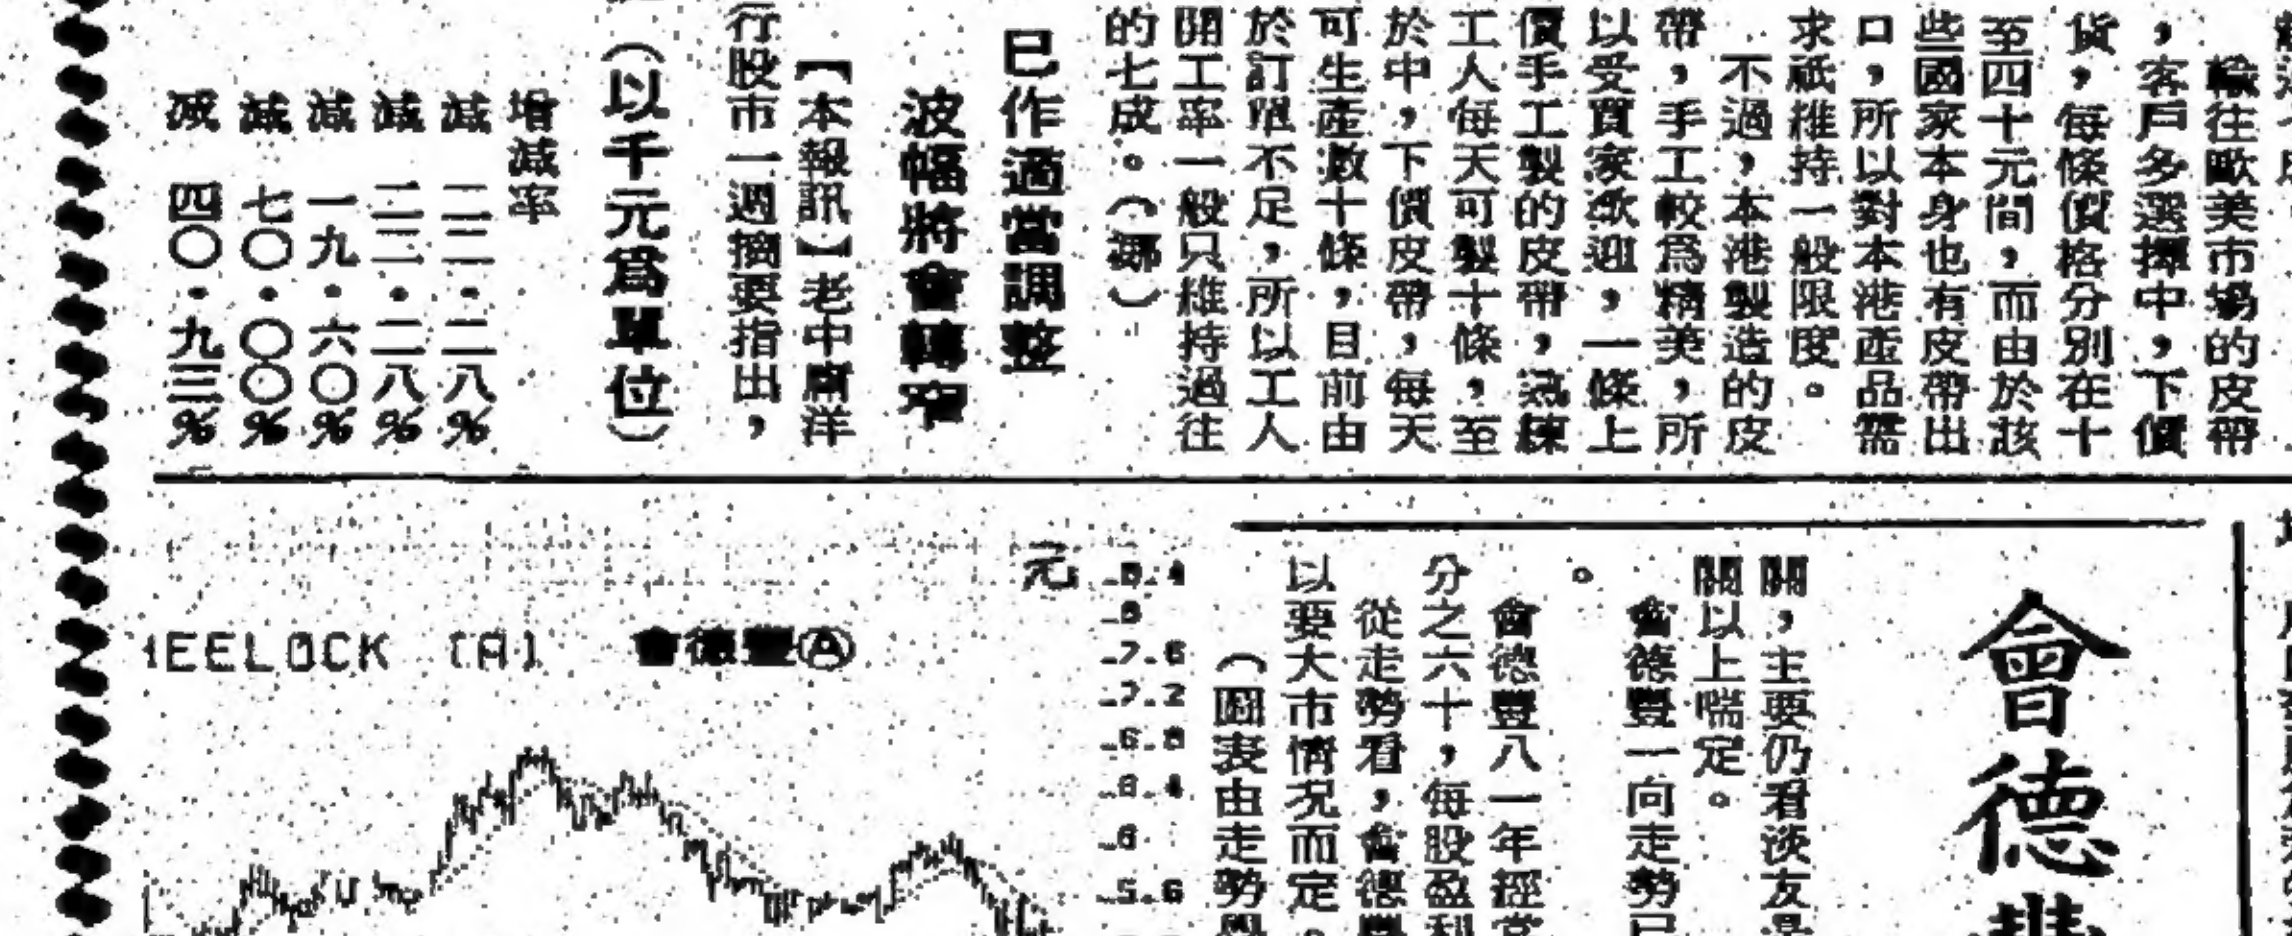 輸往歐美市場的皮帶
,客戶多選擇中,下價
貨,每條價格分別在十
至四十元間,而由於該
些國家本身也有皮帶出
口,所以對本港產品需
求祇維持一般限度。
不過,本港製造的皮
帶,手工較為精美,所
以受買家歡迎,一條上
價手工製的皮帶,熟練
工人每天可製十條,至
於中,下價皮帶,每天
可生產數十條,目前由
於訂單不足,所以工人
開工率一般只維持過往
的七成。(娜)
已作適當調整
波幅將會轉窄
【本報訊】老中南洋
行股市一週摘要指出,
(以千元為單位)
增減率
減 二二・二八%
減 二二・二八%
減 一九・六〇%
減 七〇・〇〇%
減 四〇・九三%
會德豐
關,主要仍看淡友是
關以上喘定。
會德豐一向走勢已
。
會德豐八一年經常
分之六十,每股盈利
從走勢看,會德豐
以要大市情況而定。
(圖表由走勢
元
8.4
8
7.6
7.2
6.8
6.4
6
5.6
HEELOCK (A) 會德豐Ⓐ